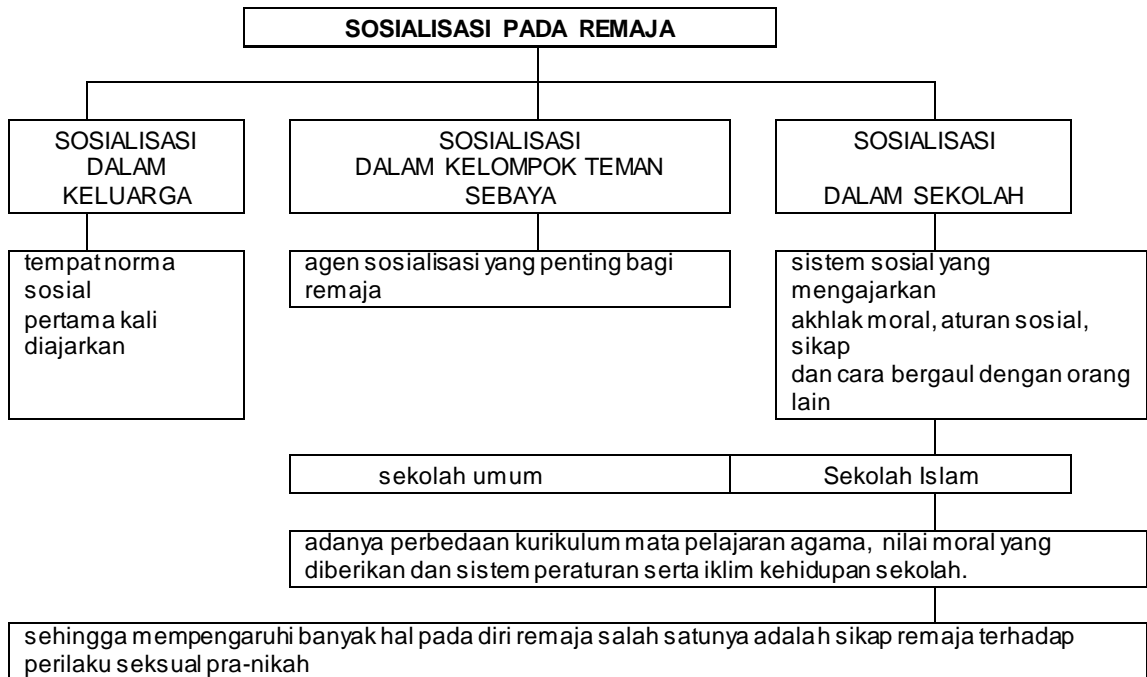 SOSIALISASI PADA REMAJA
SOSIALISASI
DALAM
KELUARGA
SOSIALISASI
DALAM KELOMPOK TEMAN
SEBAYA
SOSIALISASI
DALAM SEKOLAH
tempat norma
sosial
pertama kali
diajarkan
agen sosialisasi yang penting bagi
remaja
sistem sosial yang
mengajarkan
akhlak moral, aturan sosial,
sikap
dan cara bergaul dengan orang
lain
sekolah umum
Sekolah Islam
adanya perbedaan kurikulum mata pelajaran agama, nilai moral yang
diberikan dan sistem peraturan serta iklim kehidupan sekolah.
sehingga mempengaruhi banyak hal pada diri remaja salah satunya adalah sikap remaja terhadap
perilaku seksual pra-nikah